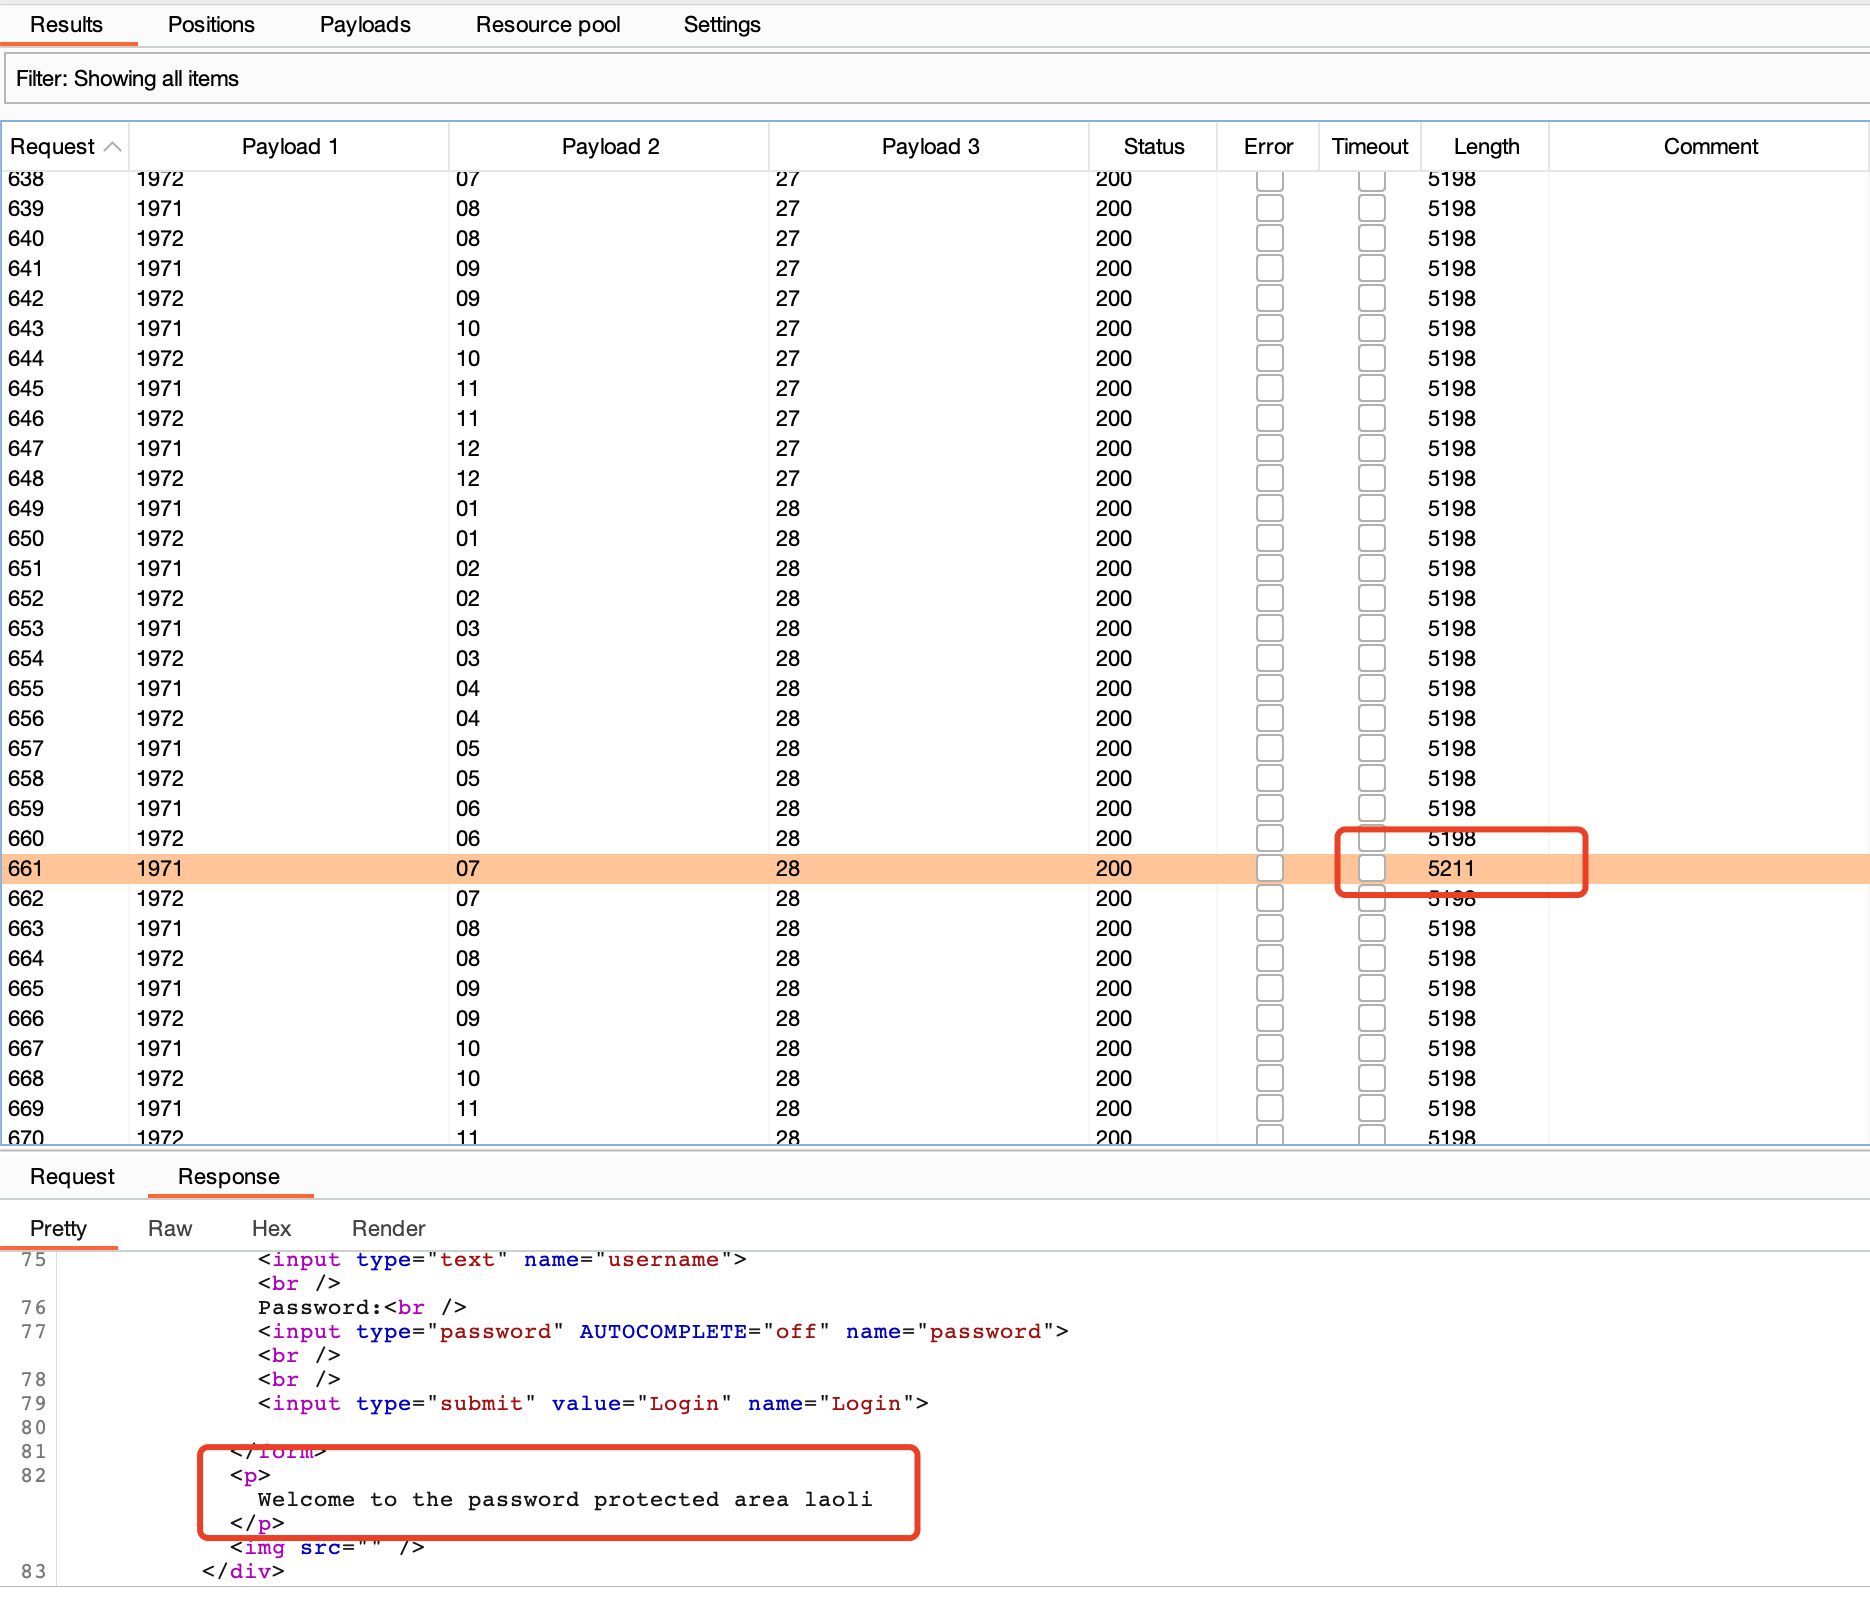 Results Positions Payloads Resource pool Settings
Filter: Showing all items
Request Payload 1 Payload 2 Payload 3 Status Error Timeout Length Comment
638 1972 07 27 200 5198
639 1971 08 27 200 5198
640 1972 08 27 200 5198
641 1971 09 27 200 5198
642 1972 09 27 200 5198
643 1971 10 27 200 5198
644 1972 10 27 200 5198
645 1971 11 27 200 5198
646 1972 11 27 200 5198
647 1971 12 27 200 5198
648 1972 12 27 200 5198
649 1971 01 28 200 5198
650 1972 01 28 200 5198
651 1971 02 28 200 5198
652 1972 02 28 200 5198
653 1971 03 28 200 5198
654 1972 03 28 200 5198
655 1971 04 28 200 5198
656 1972 04 28 200 5198
657 1971 05 28 200 5198
658 1972 05 28 200 5198
659 1971 06 28 200 5198
660 1972 06 28 200 5198
661 1971 07 28 200 5211
662 1972 07 28 200 5198
663 1971 08 28 200 5198
664 1972 08 28 200 5198
665 1971 09 28 200 5198
666 1972 09 28 200 5198
667 1971 10 28 200 5198
668 1972 10 28 200 5198
669 1971 11 28 200 5198
670 1972 11 28 200 5198
Request Response
Pretty Raw Hex Render
75 <input type="text" name="username">
<br />
76 Password:<br />
77 <input type="password" AUTOCOMPLETE="off" name="password">
<br />
78 <br />
79 <input type="submit" value="Login" name="Login">
80
81 </form>
82 <p>
Welcome to the password protected area laoli
</p>
<img src="" />
83 </div>